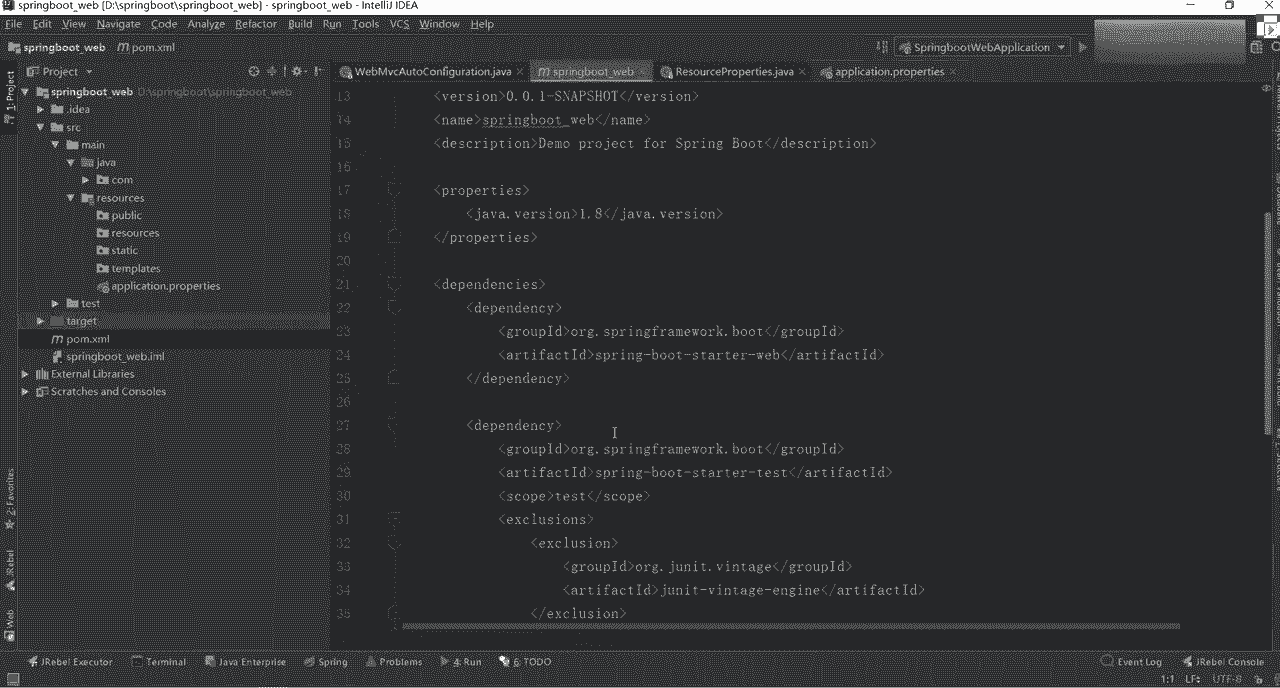 springboot_web [D:\springboot\springboot_web] - springboot_web - IntelliJ IDEA
File Edit View Navigate Code Analyze Refactor Build Run Tools VCS Window Help
springboot_web pom.xml SpringbootWebApplication
Project WebMvcAutoConfiguration.java springboot_web ResourceProperties.java application.properties
1: Project
springboot_web D:\springboot\springboot_web
.idea
src
main
java
com
resources
public
resources
static
templates
application.properties
test
target
pom.xml
springboot_web.iml
External Libraries
Scratches and Consoles
2: Favorites
JRebel
Web
13 <version>0.0.1-SNAPSHOT</version>
14 <name>springboot_web</name>
15 <description>Demo project for Spring Boot</description>
16
17 <properties>
18 <java.version>1.8</java.version>
19 </properties>
20
21 <dependencies>
22 <dependency>
23 <groupId>org.springframework.boot</groupId>
24 <artifactId>spring-boot-starter-web</artifactId>
25 </dependency>
26
27 <dependency>
28 <groupId>org.springframework.boot</groupId>
29 <artifactId>spring-boot-starter-test</artifactId>
30 <scope>test</scope>
31 <exclusions>
32 <exclusion>
33 <groupId>org.junit.vintage</groupId>
34 <artifactId>junit-vintage-engine</artifactId>
35 </exclusion>
JRebel Executor Terminal Java Enterprise Spring Problems 4: Run 6: TODO Event Log JRebel Console
1:1 LF UTF-8